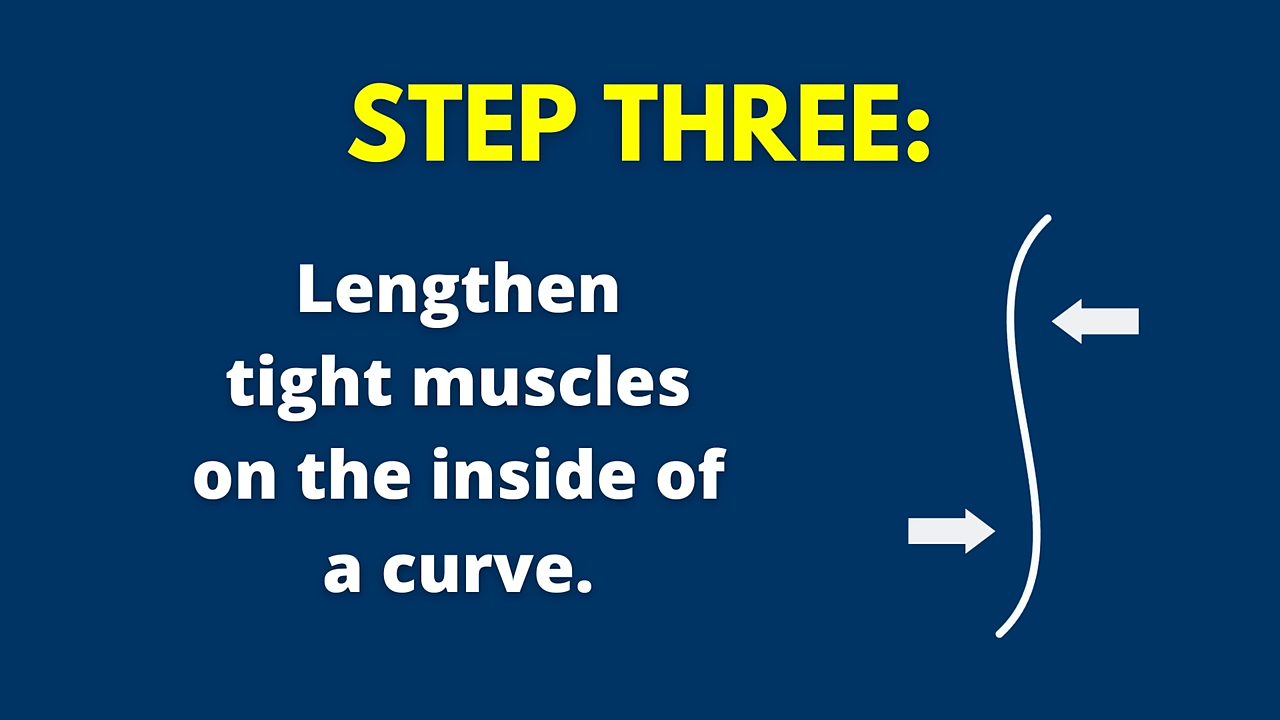 STEP THREE:
Lengthen
tight muscles
on the inside of
a curve.